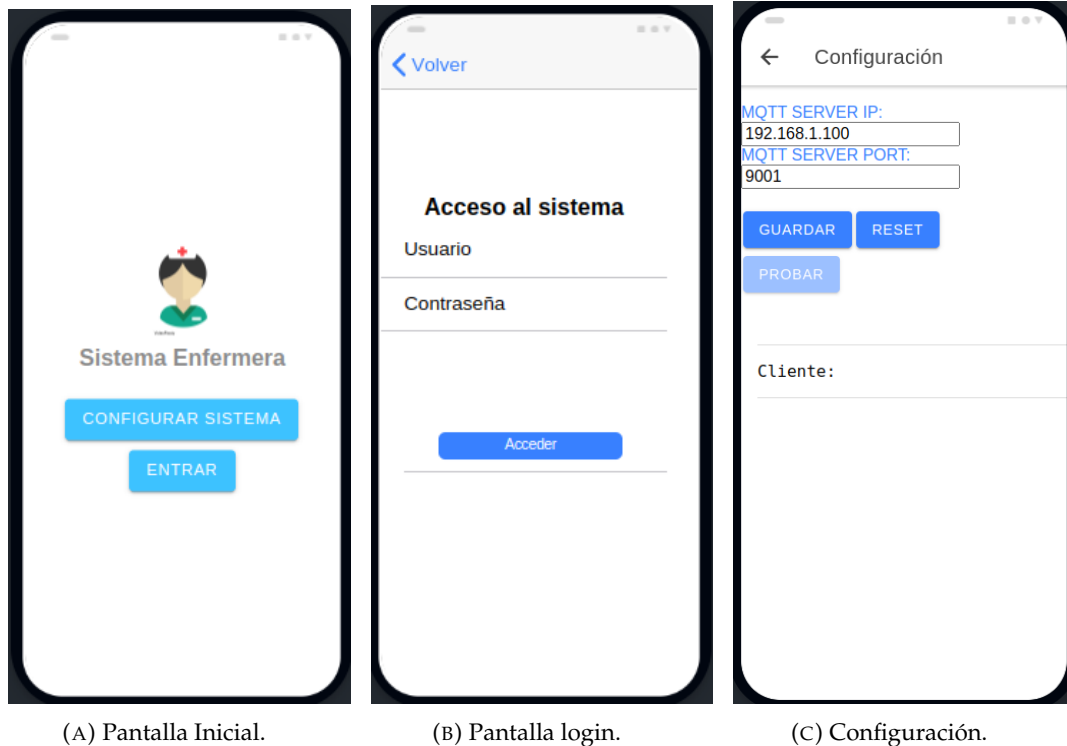 Sistema Enfermera
CONFIGURAR SISTEMA
ENTRAR
(A) Pantalla Inicial.
Volver
Acceso al sistema
Usuario
Contraseña
Acceder
(B) Pantalla login.
Configuración
MQTT SERVER IP:
192.168.1.100
MQTT SERVER PORT:
9001
GUARDAR RESET
PROBAR
Cliente:
(C) Configuración.